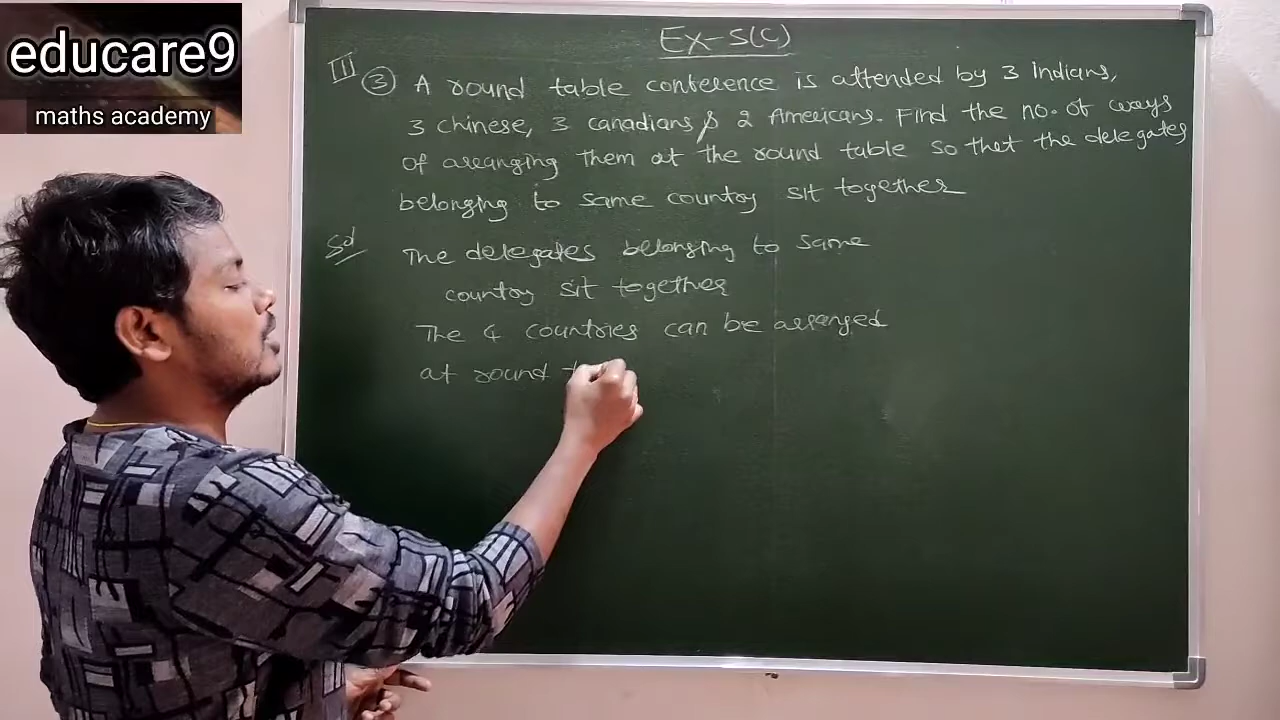 educare9
maths academy
Ex-5(c)
III ③ A round table conference is attended by 3 Indians,
3 Chinese, 3 Canadians & 2 Americans. Find the no. of ways
of arranging them at the round table so that the delegates
belonging to same country sit together
Sol
The delegates belonging to same
country sit together
The 4 countries can be arranged
at round